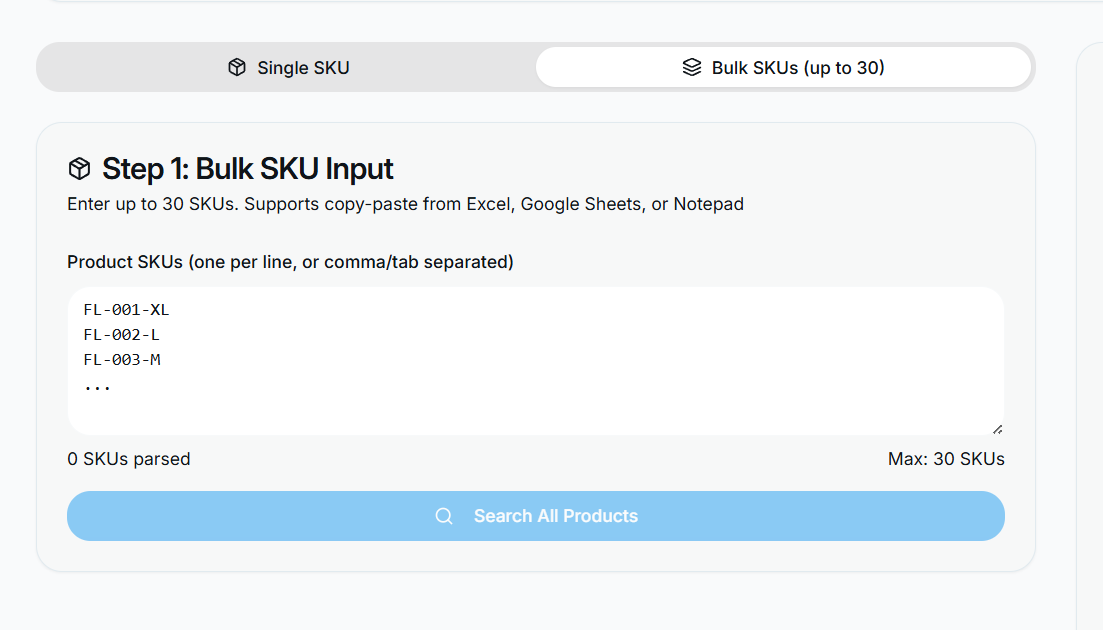 Single SKU
Bulk SKUs (up to 30)
Step 1: Bulk SKU Input
Enter up to 30 SKUs. Supports copy-paste from Excel, Google Sheets, or Notepad
Product SKUs (one per line, or comma/tab separated)
FL-001-XL
FL-002-L
FL-003-M
...
0 SKUs parsed
Max: 30 SKUs
Search All Products